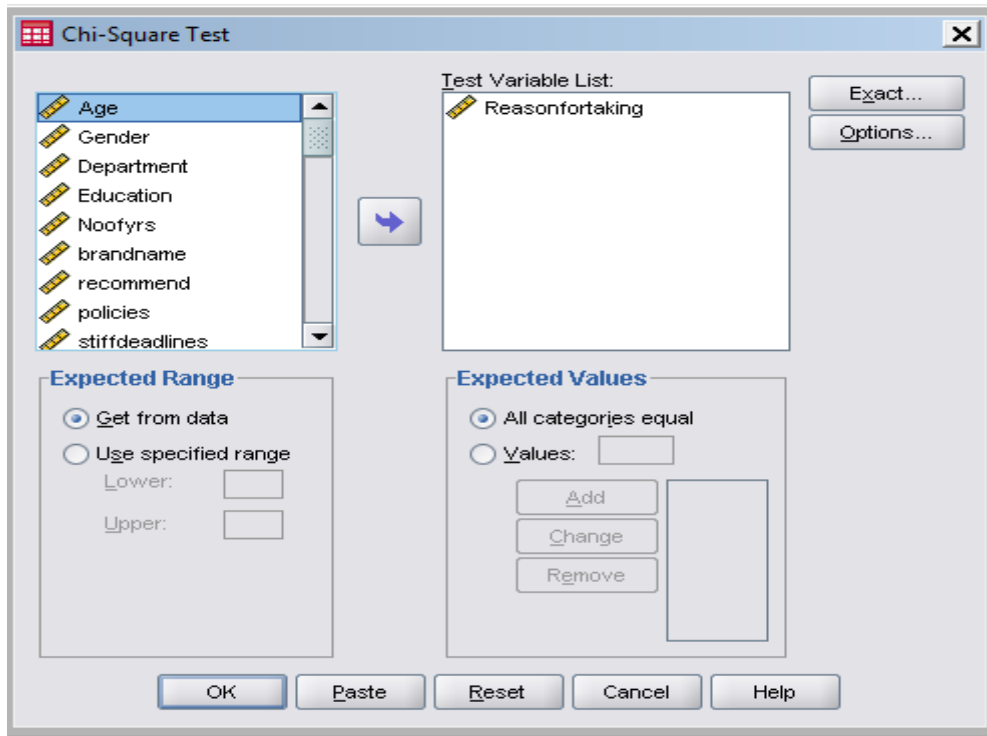 Chi-Square Test
Age
Gender
Department
Education
Noofyrs
brandname
recommend
policies
stiffdeadlines
Test Variable List:
Reasonfortaking
Exact...
Options...
Expected Range
Get from data
Use specified range
Lower:
Upper:
Expected Values
All categories equal
Values:
Add
Change
Remove
OK
Paste
Reset
Cancel
Help